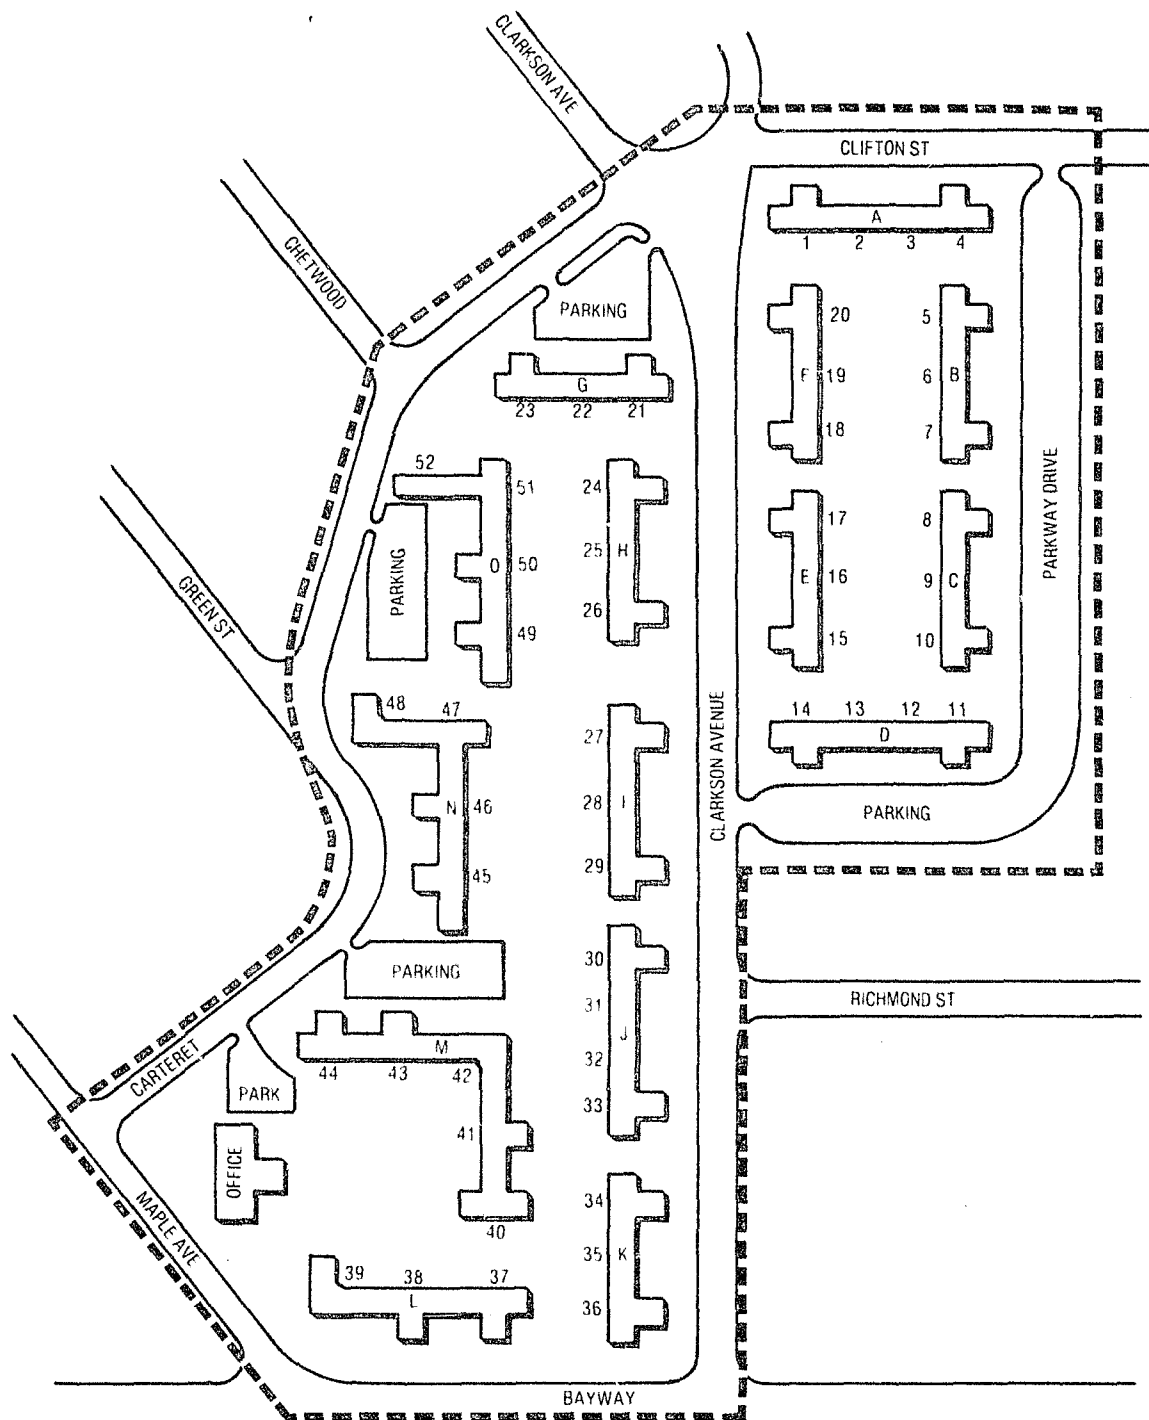 CLARKSON AVE
CLIFTON ST
CHETWOOD
A
1 2 3 4
PARKING
20 5
F 19 6 B
18 7
G
23 22 21
52
51 24
O 50 25 H
49 26
PARKING
17 8
E 16 9 C
15 10
PARKWAY DRIVE
GREEN ST
48 47
27
14 13 12 11
D
N 46
28 I
45
29
CLARKSON AVENUE
PARKING
PARKING
30
31
J
32
33
RICHMOND ST
CARTERET
M
44 43 42
41
40
PARK
OFFICE
MAPLE AVE
34
35 K
36
39 38 37
L
BAYWAY